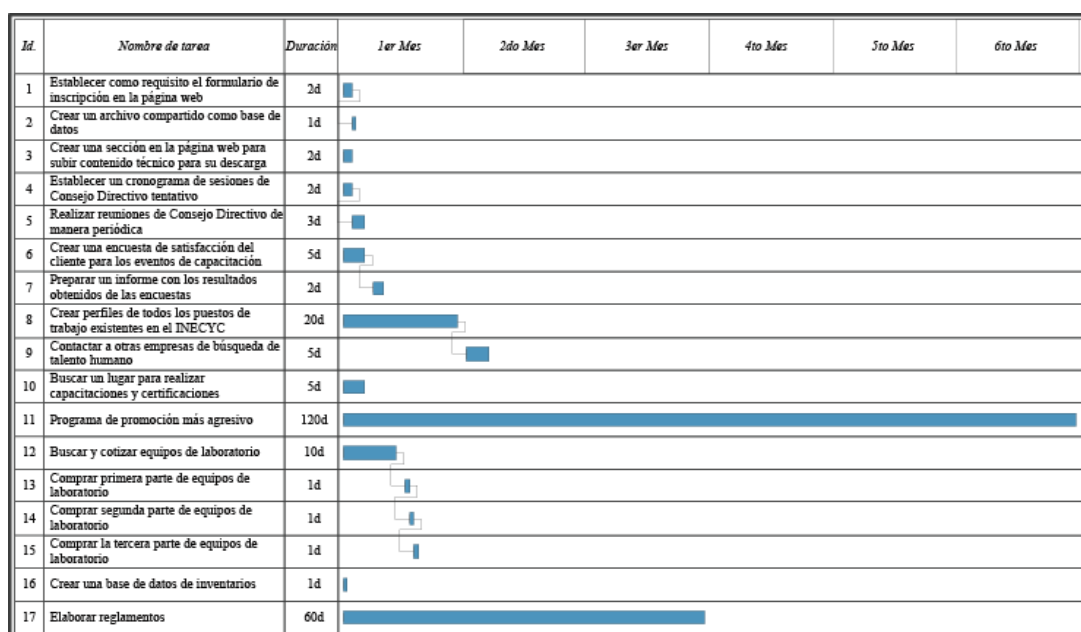 Id. Nombre de tarea Duración 1er Mes 2do Mes 3er Mes 4to Mes 5to Mes 6to Mes
1 Establecer como requisito el formulario de
inscripción en la página web 2d
2 Crear un archivo compartido como base de
datos 1d
3 Crear una sección en la página web para
subir contenido técnico para su descarga 2d
4 Establecer un cronograma de sesiones de
Consejo Directivo tentativo 2d
5 Realizar reuniones de Consejo Directivo de
manera periódica 3d
6 Crear una encuesta de satisfacción del
cliente para los eventos de capacitación 5d
7 Preparar un informe con los resultados
obtenidos de las encuestas 2d
8 Crear perfiles de todos los puestos de
trabajo existentes en el INECYC 20d
9 Contactar a otras empresas de búsqueda de
talento humano 5d
10 Buscar un lugar para realizar
capacitaciones y certificaciones 5d
11 Programa de promoción más agresivo 120d
12 Buscar y cotizar equipos de laboratorio 10d
13 Comprar primera parte de equipos de
laboratorio 1d
14 Comprar segunda parte de equipos de
laboratorio 1d
15 Comprar la tercera parte de equipos de
laboratorio 1d
16 Crear una base de datos de inventarios 1d
17 Elaborar reglamentos 60d